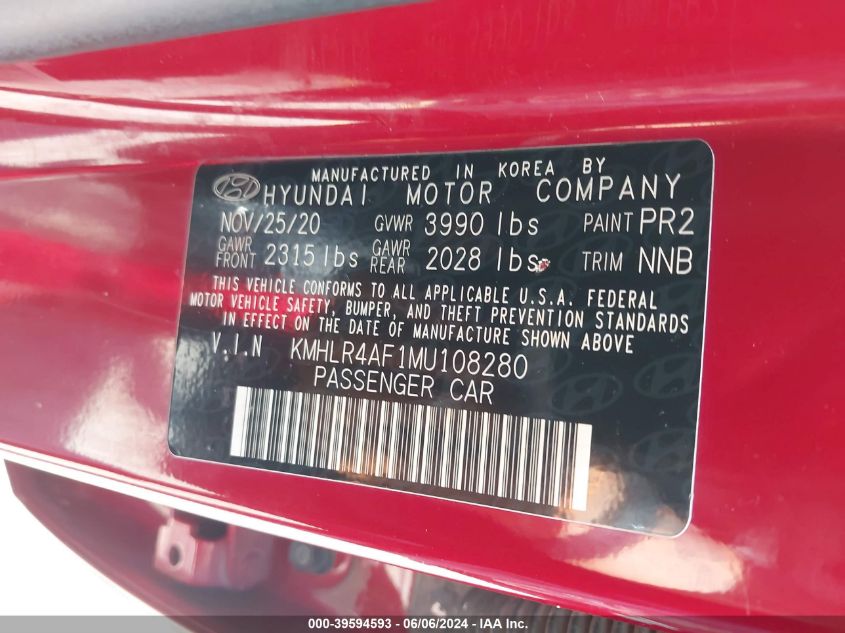 MANUFACTURED IN KOREA BY
HYUNDAI MOTOR COMPANY
NOV/25/20 GVWR 3990 lbs PAINT PR2
GAWR FRONT 2315 lbs GAWR REAR 2028 lbs TRIM NNB
THIS VEHICLE CONFORMS TO ALL APPLICABLE U.S.A. FEDERAL
MOTOR VEHICLE SAFETY, BUMPER, AND THEFT PREVENTION STANDARDS
IN EFFECT ON THE DATE OF MANUFACTURE SHOWN ABOVE
V.I.N KMHLR4AF1MU108280
PASSENGER CAR
000-39594593 - 06/06/2024 - IAA Inc.